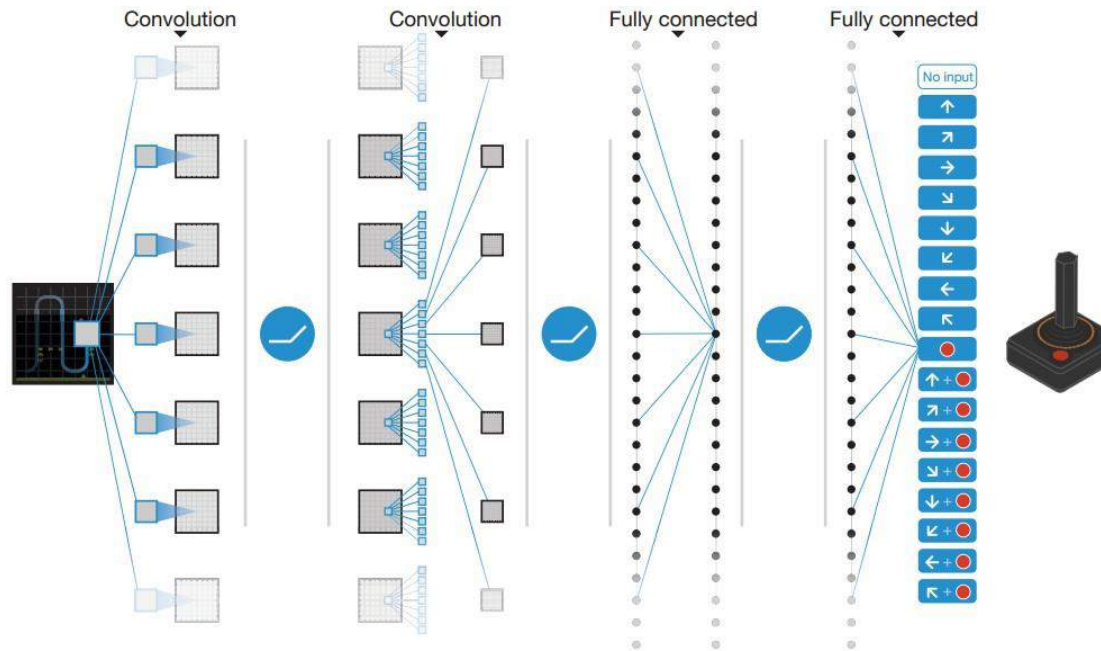 Convolution
Convolution
Fully connected
Fully connected
No input
+
+
+
+
+
+
+
+